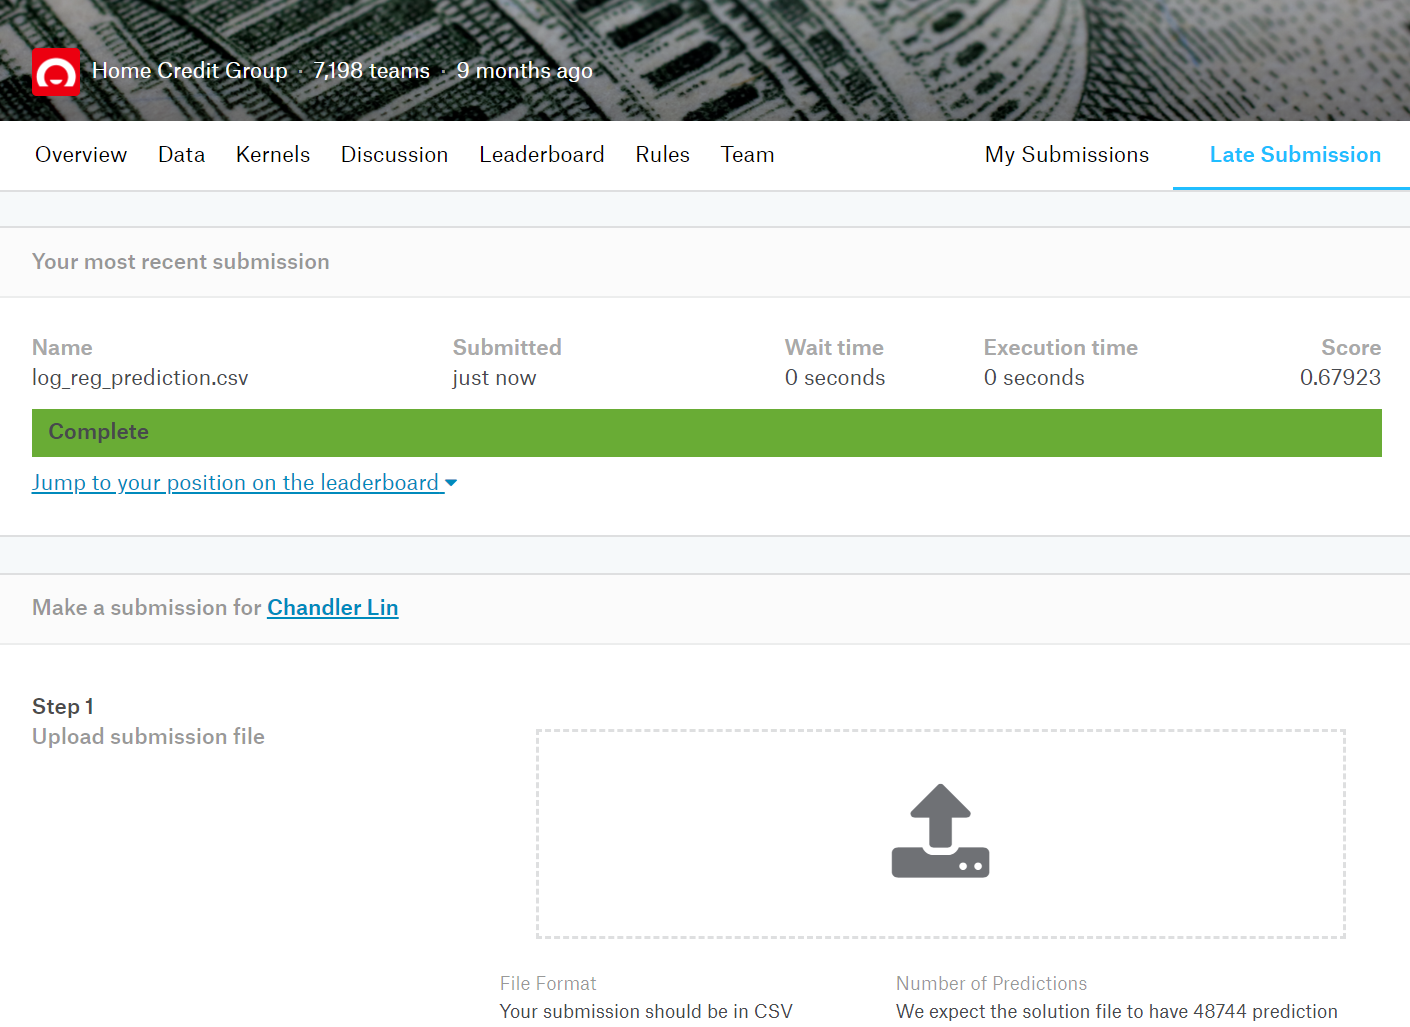 Home Credit Group · 7,198 teams · 9 months ago
Overview Data Kernels Discussion Leaderboard Rules Team My Submissions Late Submission
Your most recent submission
Name Submitted Wait time Execution time Score
log_reg_prediction.csv just now 0 seconds 0 seconds 0.67923
Complete
Jump to your position on the leaderboard
Make a submission for Chandler Lin
Step 1
Upload submission file
File Format Number of Predictions
Your submission should be in CSV We expect the solution file to have 48744 prediction